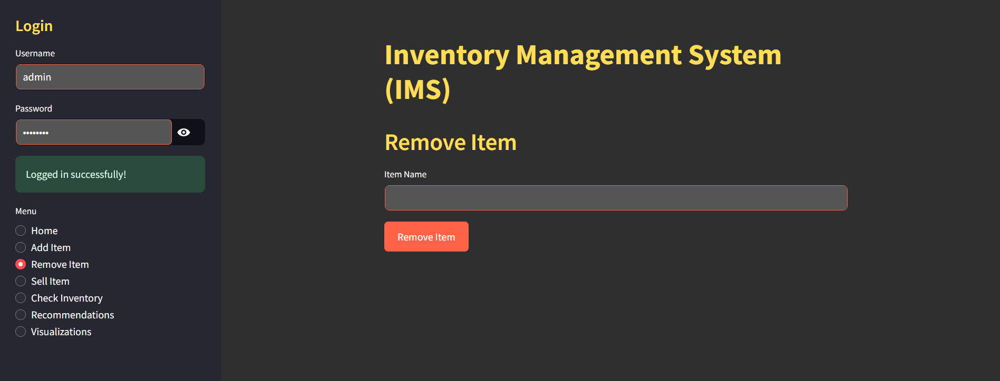 Login
Username
admin
Password
••••••••
Logged in successfully!
Menu
Home
Add Item
Remove Item
Sell Item
Check Inventory
Recommendations
Visualizations
Inventory Management System
(IMS)
Remove Item
Item Name
Remove Item